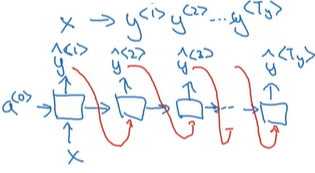 x → y^{<1>} y^{<2>} ... y^{<Ty>}
ŷ^{<1>} ŷ^{<2>} ŷ^{<3>} ŷ^{<Ty>}
a^{<0>} → → → → ...
x